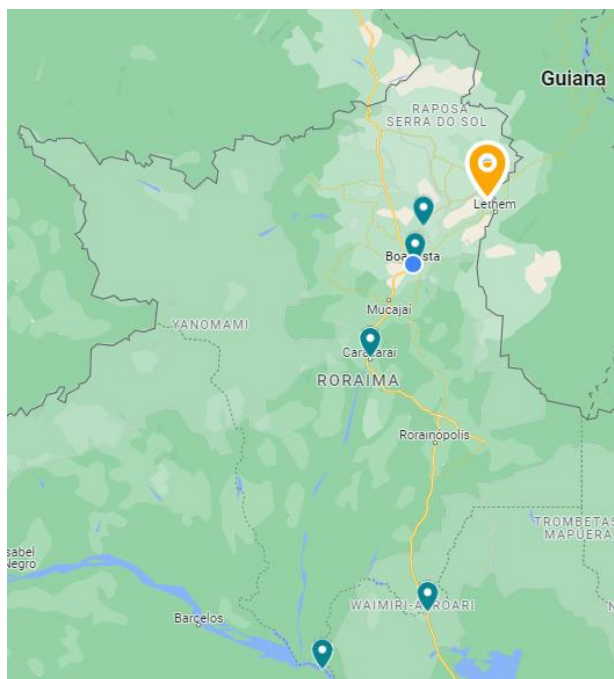 Guiana
RAPOSA
SERRA DO SOL
Lethem
Boa Vista
Mucajaí
YANOMAMI
Caracaraí
RORAIMA
Rorainópolis
TROMBETAS
MAPUERA
Isabel
Negro
WAIMIRI-ATROARI
Barcelos